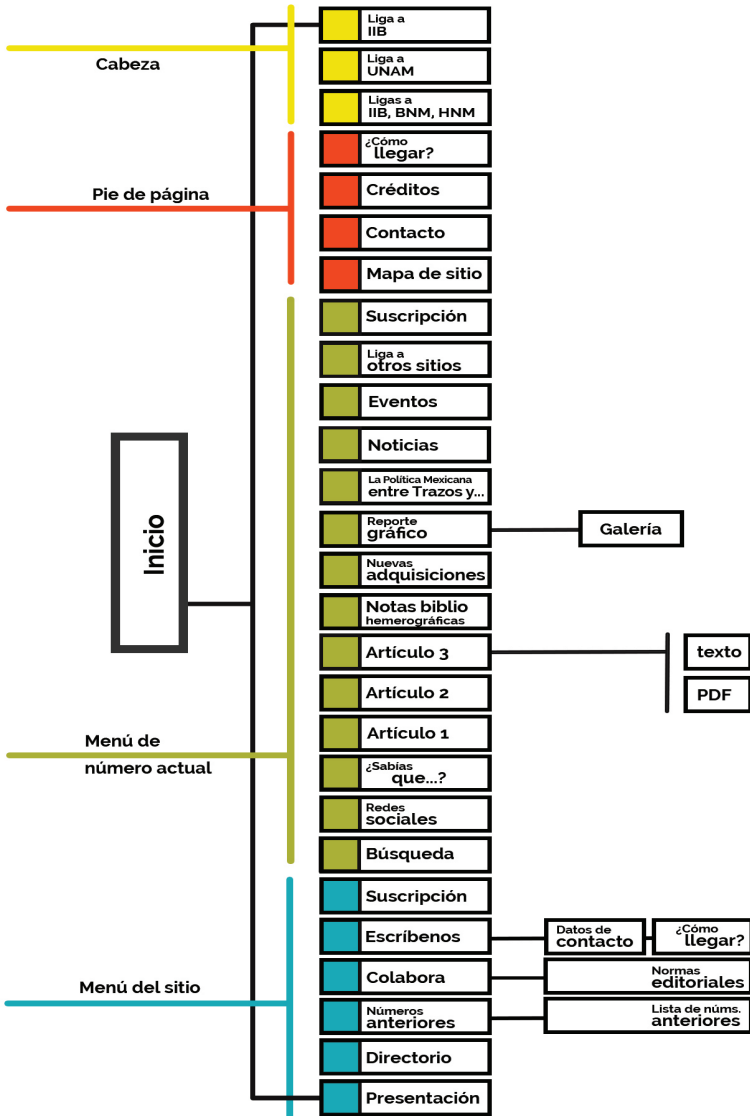 Liga a
IIB
Cabeza
Liga a
UNAM
Ligas a
IIB, BNM, HNM
¿Cómo
llegar?
Pie de página
Créditos
Contacto
Mapa de sitio
Suscripción
Liga a
otros sitios
Eventos
Noticias
La Política Mexicana
entre Trazos y...
Inicio
Reporte
gráfico
Galería
Nuevas
adquisiciones
Notas biblio
hemerográficas
Artículo 3
texto
PDF
Artículo 2
Artículo 1
Menú de
número actual
¿Sabías
que...?
Redes
sociales
Búsqueda
Suscripción
Escríbenos
Datos de
contacto
¿Cómo
llegar?
Menú del sitio
Colabora
Normas
editoriales
Números
anteriores
Lista de núms.
anteriores
Directorio
Presentación